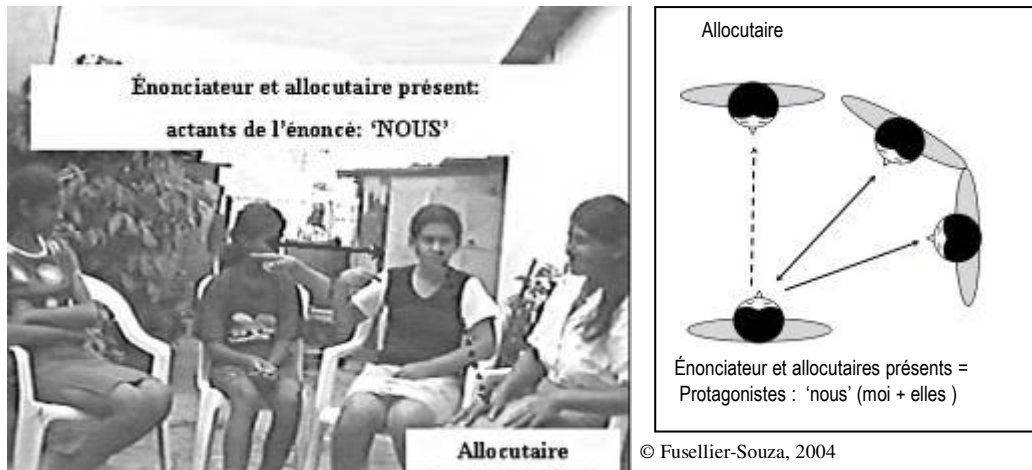 Énonciateur et allocutaire présent:
actants de l'énoncé: ‘NOUS’
Allocutaire
Allocutaire
Énonciateur et allocutaires présents =
Protagonistes : ‘nous’ (moi + elles )
© Fusellier-Souza, 2004